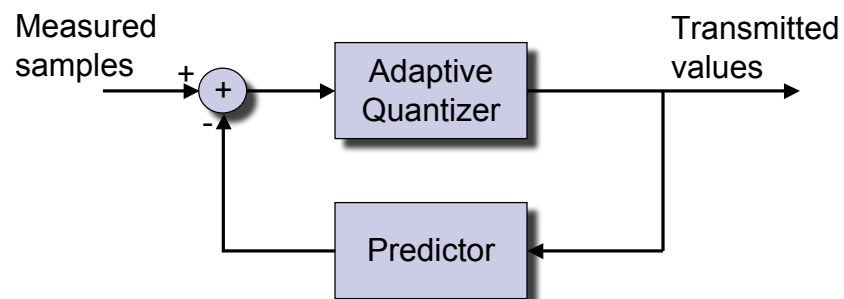 Measured
samples
+
+
-
Adaptive
Quantizer
Transmitted
values
Predictor